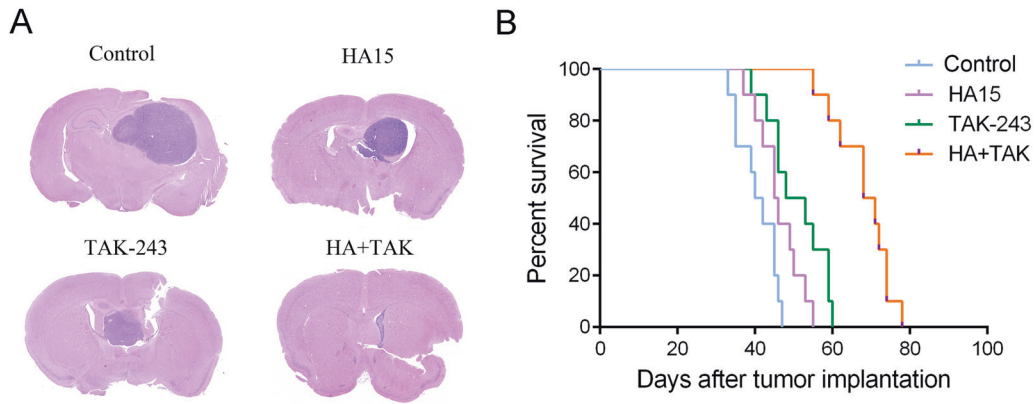 A
Control
HA15
TAK-243
HA+TAK
B
Control
HA15
TAK-243
HA+TAK
Percent survival
100
80
60
40
20
0
0 20 40 60 80 100
Days after tumor implantation